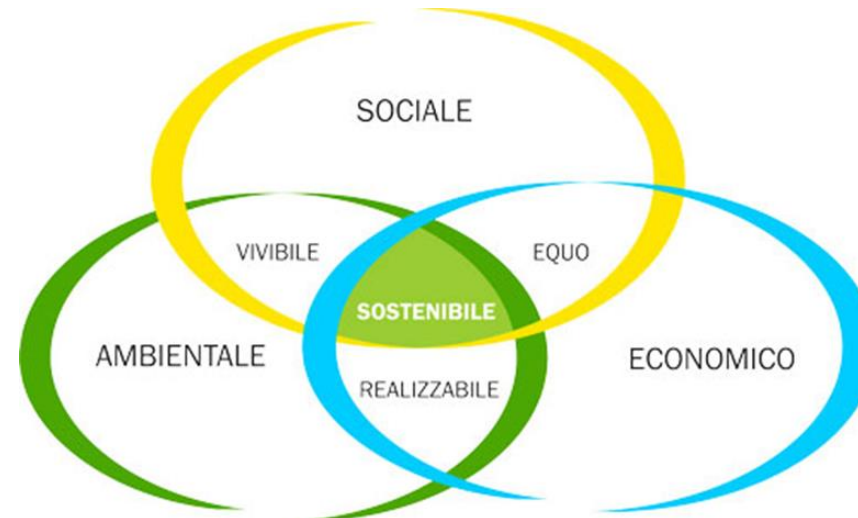 SOCIALE
VIVIBILE
EQUO
SOSTENIBILE
AMBIENTALE
ECONOMICO
REALIZZABILE